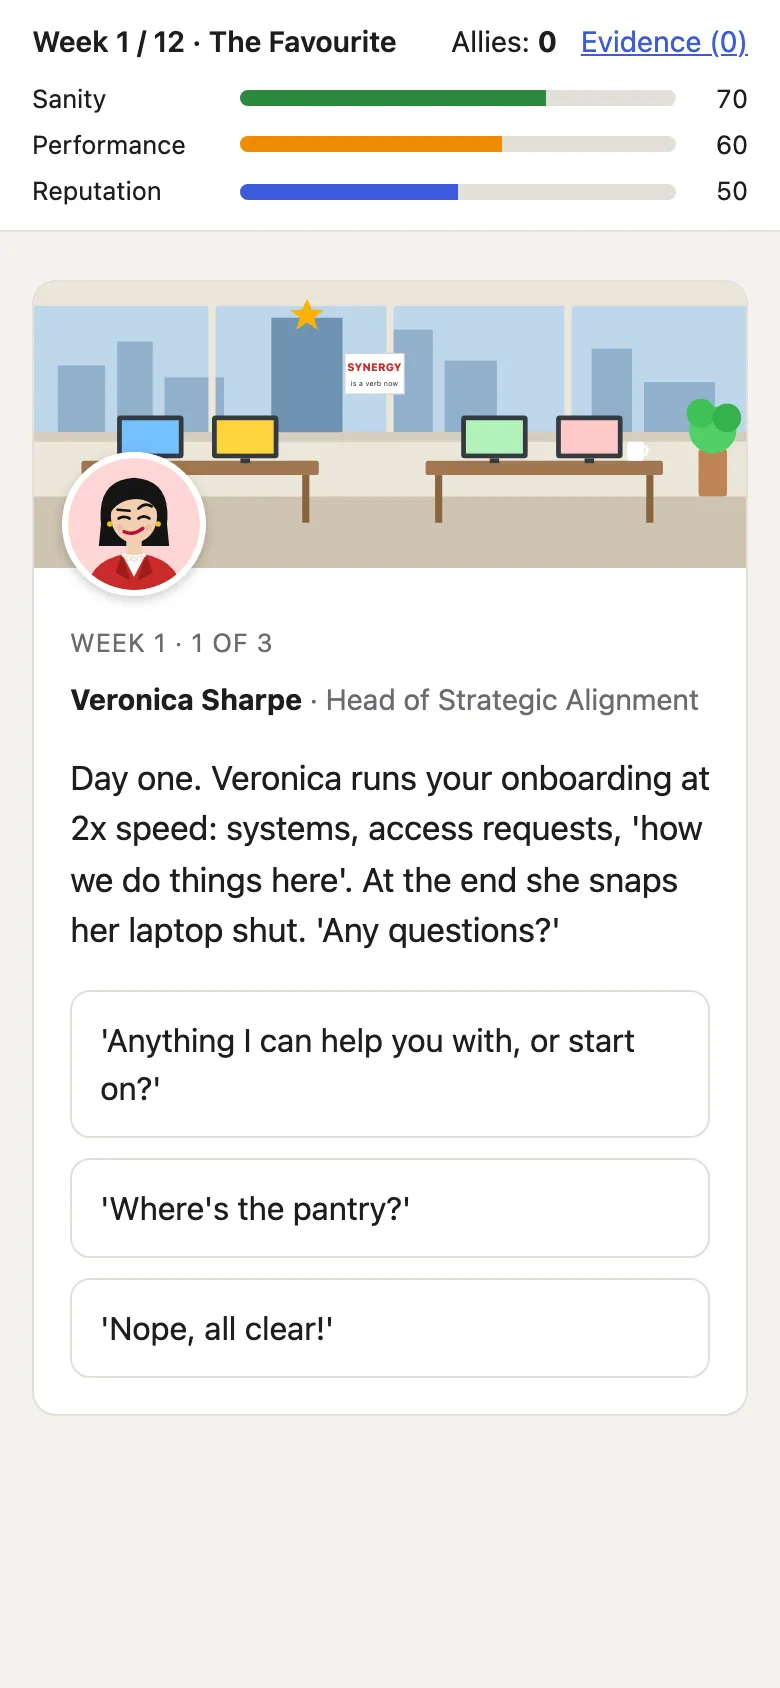 Week 1 / 12 · The Favourite Allies: 0 Evidence (0)
Sanity 70
Performance 60
Reputation 50
SYNERGY
is a verb now
WEEK 1 · 1 OF 3
Veronica Sharpe · Head of Strategic Alignment
Day one. Veronica runs your onboarding at
2x speed: systems, access requests, 'how
we do things here'. At the end she snaps
her laptop shut. 'Any questions?'
'Anything I can help you with, or start
on?'
'Where's the pantry?'
'Nope, all clear!'